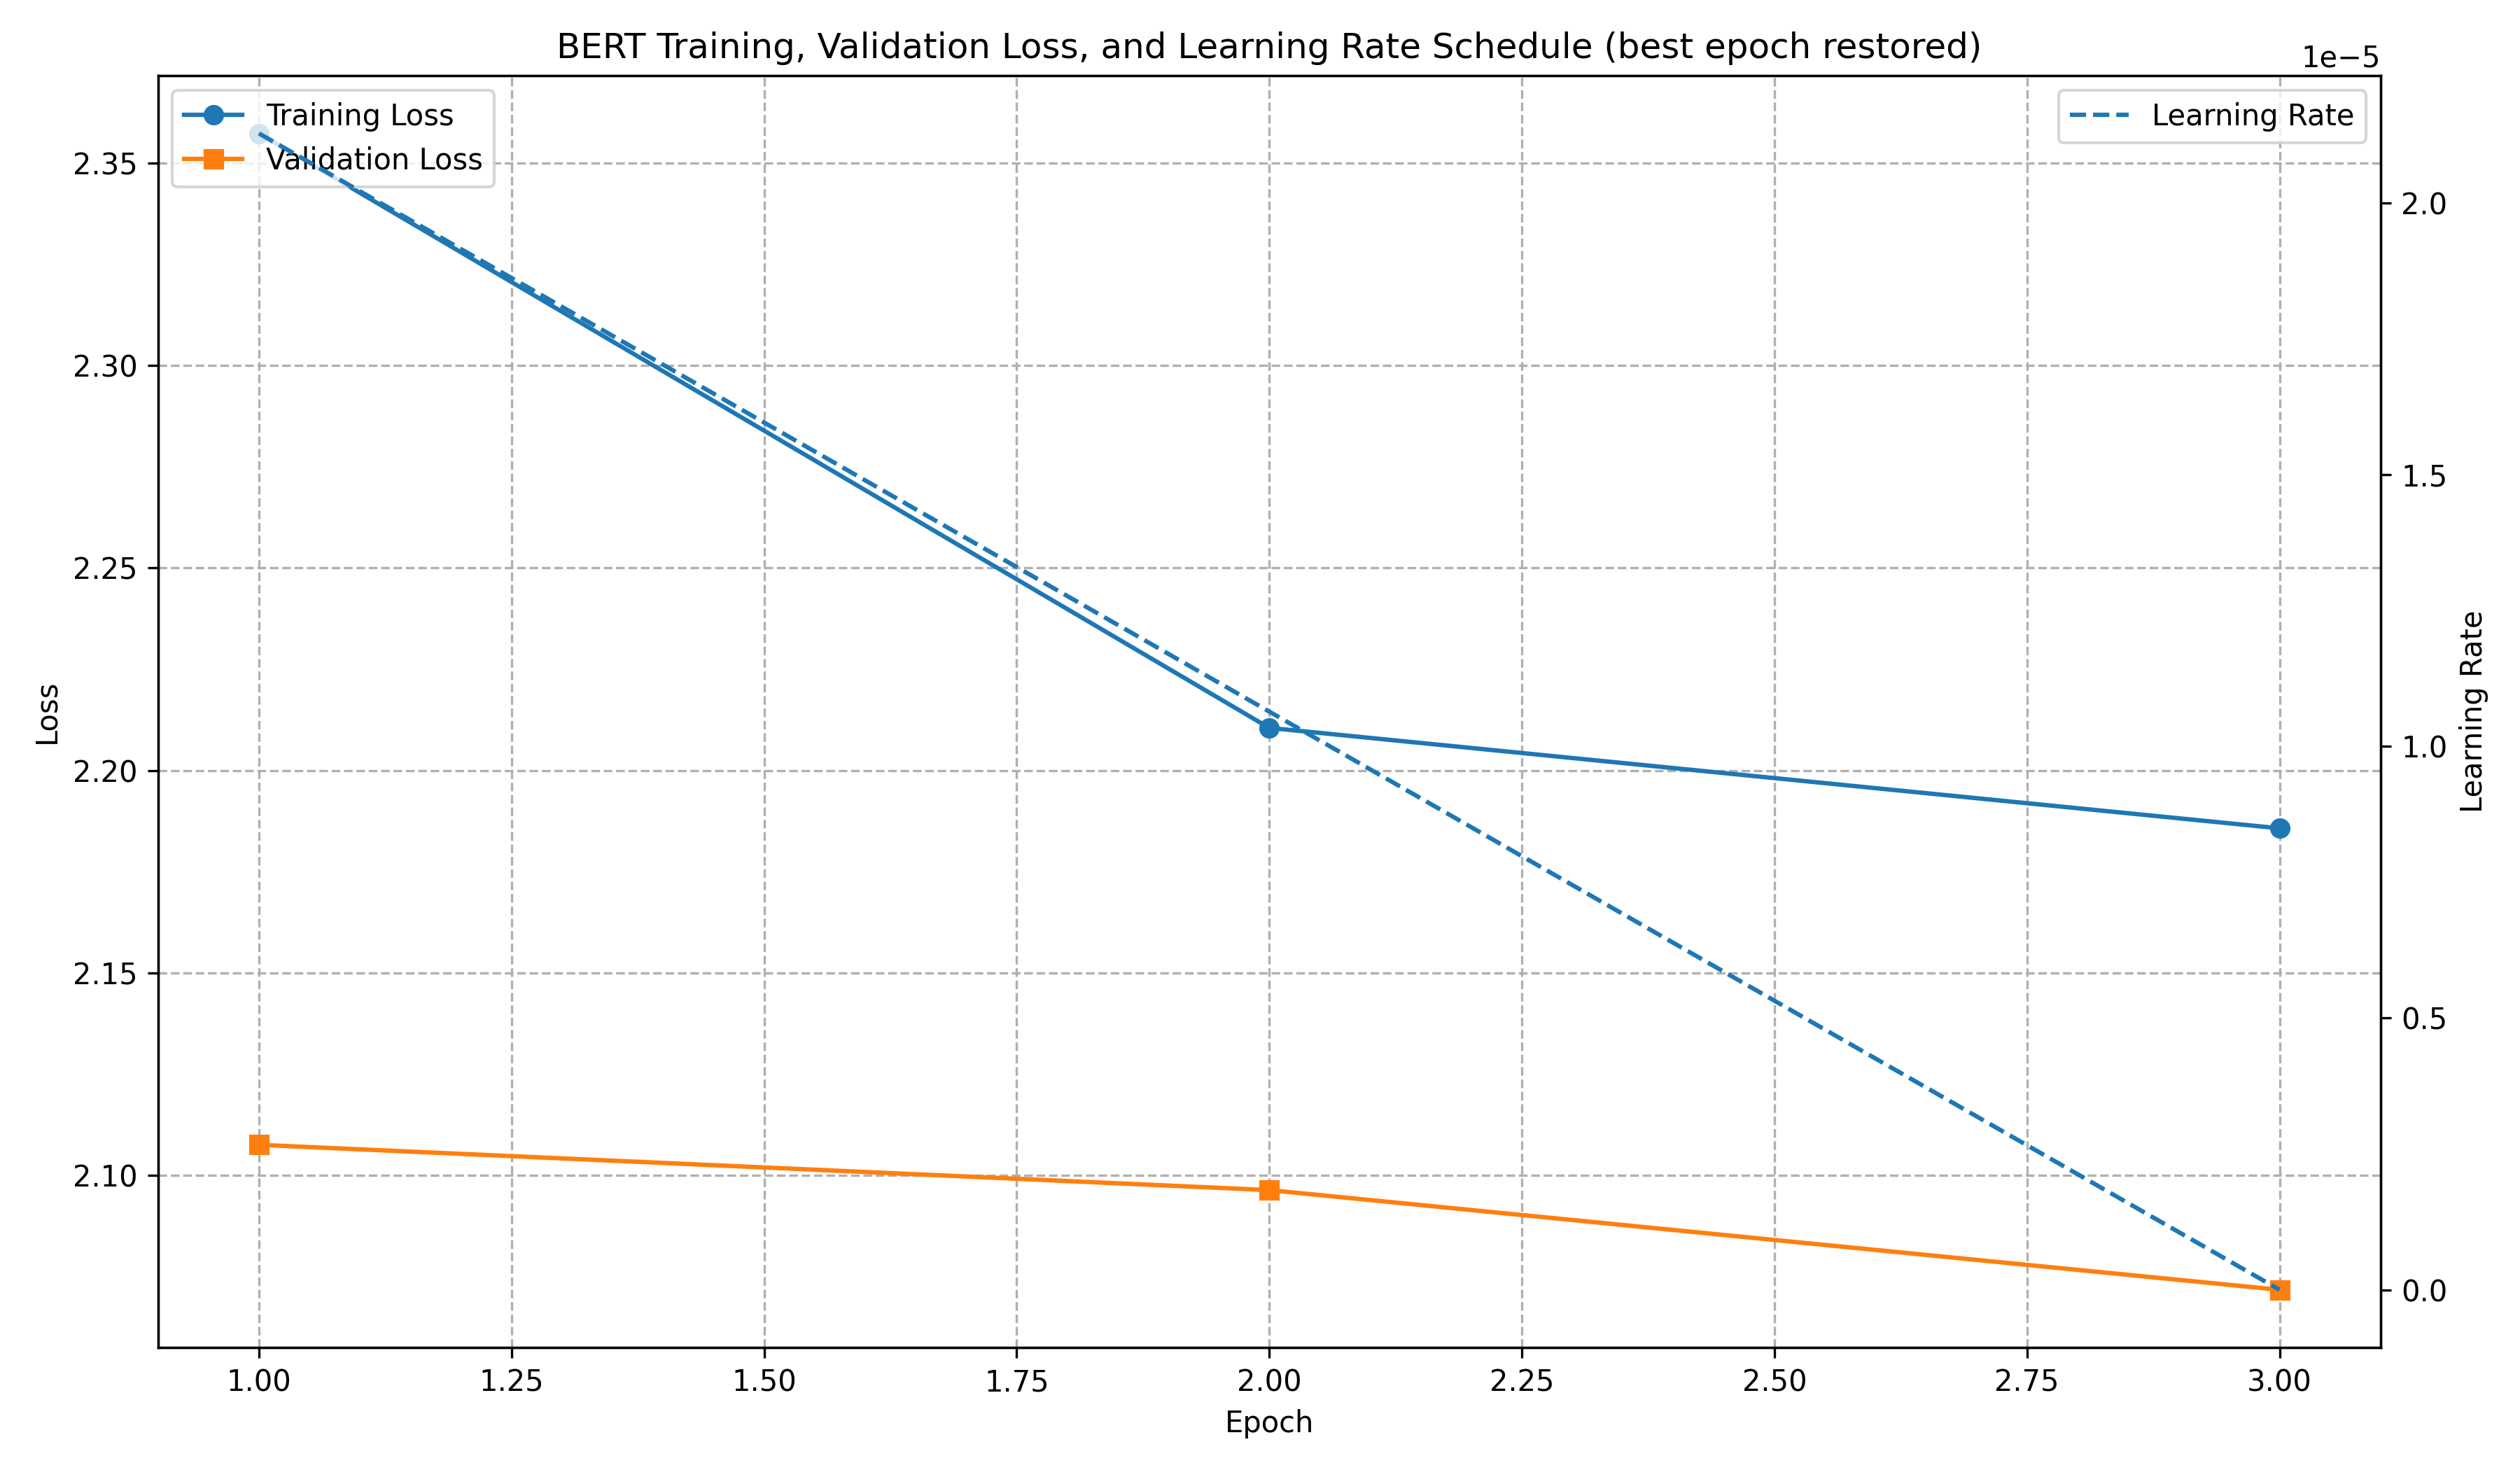 BERT Training, Validation Loss, and Learning Rate Schedule (best epoch restored)
1e−5
Training Loss
Validation Loss
Learning Rate
2.35
2.30
2.25
2.20
2.15
2.10
Loss
2.0
1.5
1.0
0.5
0.0
Learning Rate
1.00 1.25 1.50 1.75 2.00 2.25 2.50 2.75 3.00
Epoch